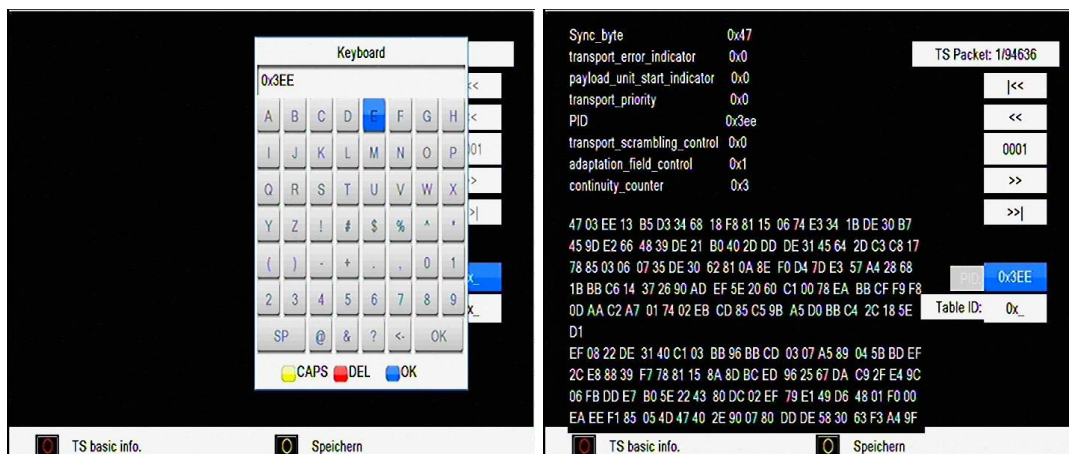 Keyboard
0x3EE
A B C D E F G H
I J K L M N O P
Q R S T U V W X
Y Z ! # $ % ^ *
( ) - + . , 0 1
2 3 4 5 6 7 8 9
SP @ & ? <- OK
CAPS DEL OK
TS basic info. Speichern
Sync_byte 0x47
transport_error_indicator 0x0
payload_unit_start_indicator 0x0
transport_priority 0x0
PID 0x3ee
transport_scrambling_control 0x0
adaptation_field_control 0x1
continuity_counter 0x3
TS Packet: 1/94636
|<<
<<
0001
>>
>>|
PID: 0x3EE
Table ID: 0x_
47 03 EE 13 B5 D3 34 68 18 F8 81 15 06 74 E3 34 1B DE 30 B7
45 9D E2 66 48 39 DE 21 B0 40 2D DD DE 31 45 64 2D C3 C8 17
78 85 03 06 07 35 DE 30 62 81 0A 8E F0 D4 7D E3 57 A4 28 68
1B BB C6 14 37 26 90 AD EF 5E 20 60 C1 00 78 EA BB CF F9 F8
0D AA C2 A7 01 74 02 EB CD 85 C5 9B A5 D0 BB C4 2C 18 5E
D1
EF 08 22 DE 31 40 C1 03 BB 96 BB CD 03 07 A5 89 04 5B BD EF
2C E8 88 39 F7 78 81 15 8A 8D BC ED 96 25 67 DA C9 2F E4 9C
06 FB DD E7 B0 5E 22 43 80 DC 02 EF 79 E1 49 D6 48 01 F0 00
EA EE F1 85 05 4D 47 40 2E 90 07 80 DD DE 58 30 63 F3 A4 9F
TS basic info. Speichern